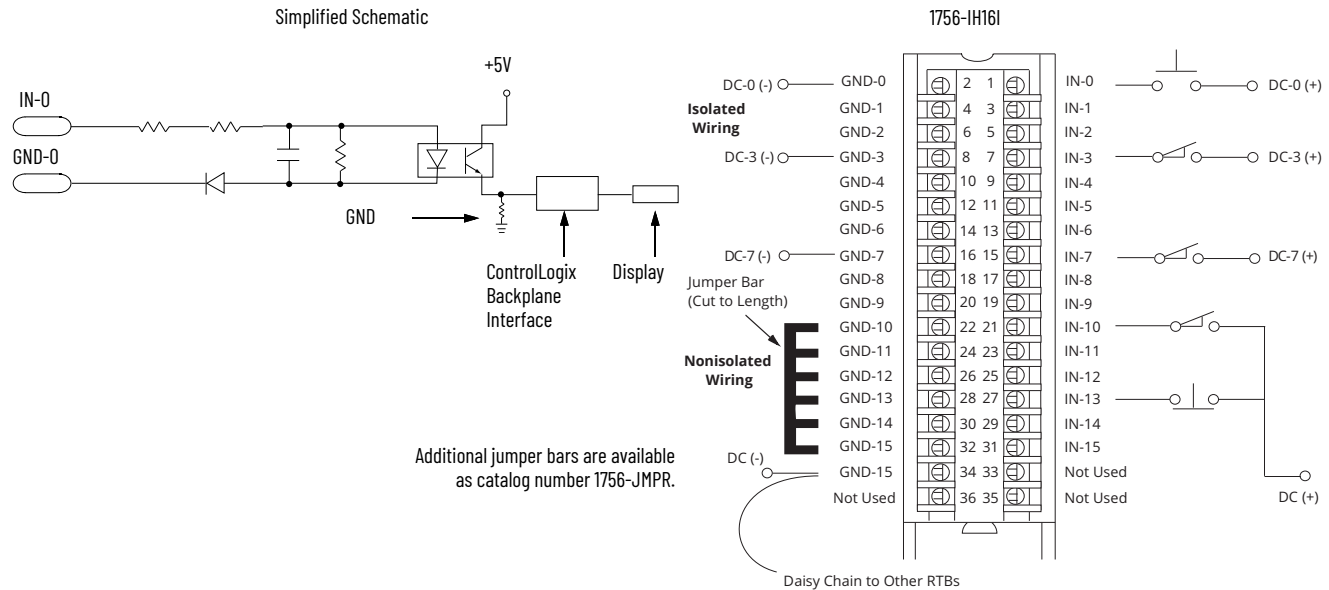 Simplified Schematic
+5V
IN-0
GND-0
GND
ControlLogix
Backplane
Interface
Display
Additional jumper bars are available
as catalog number 1756-JMPR.
1756-IH16I
DC-0 (-) GND-0 2 1 IN-0 DC-0 (+)
Isolated
Wiring
GND-1 4 3 IN-1
GND-2 6 5 IN-2
DC-3 (-) GND-3 8 7 IN-3 DC-3 (+)
GND-4 10 9 IN-4
GND-5 12 11 IN-5
GND-6 14 13 IN-6
DC-7 (-) GND-7 16 15 IN-7 DC-7 (+)
Jumper Bar
(Cut to Length)
GND-8 18 17 IN-8
GND-9 20 19 IN-9
GND-10 22 21 IN-10
Nonisolated
Wiring
GND-11 24 23 IN-11
GND-12 26 25 IN-12
GND-13 28 27 IN-13
GND-14 30 29 IN-14
GND-15 32 31 IN-15
DC (-) GND-15 34 33 Not Used
Not Used 36 35 Not Used DC (+)
Daisy Chain to Other RTBs